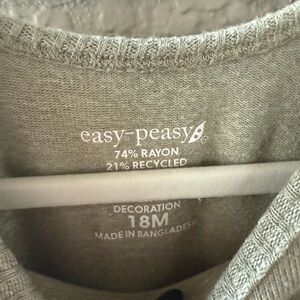 easy-peasy
74% RAYON
21% RECYCLED
DECORATION
18M
MADE IN BANGLADESH